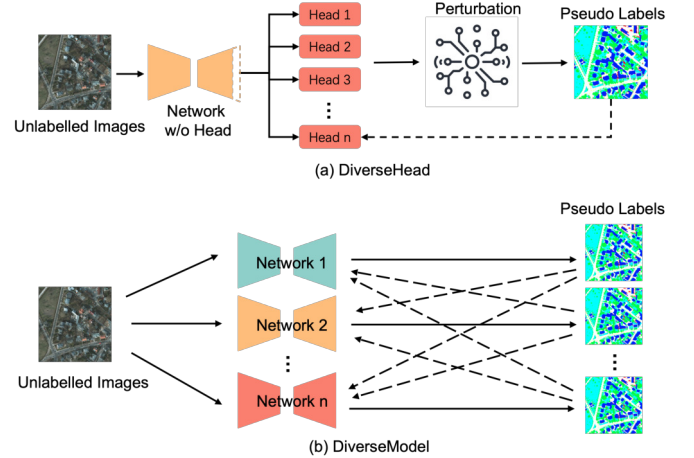 Unlabelled Images
Network
w/o Head
Head 1
Head 2
Head 3
Head n
Perturbation
Pseudo Labels
(a) DiverseHead
Unlabelled Images
Network 1
Network 2
Network n
Pseudo Labels
(b) DiverseModel